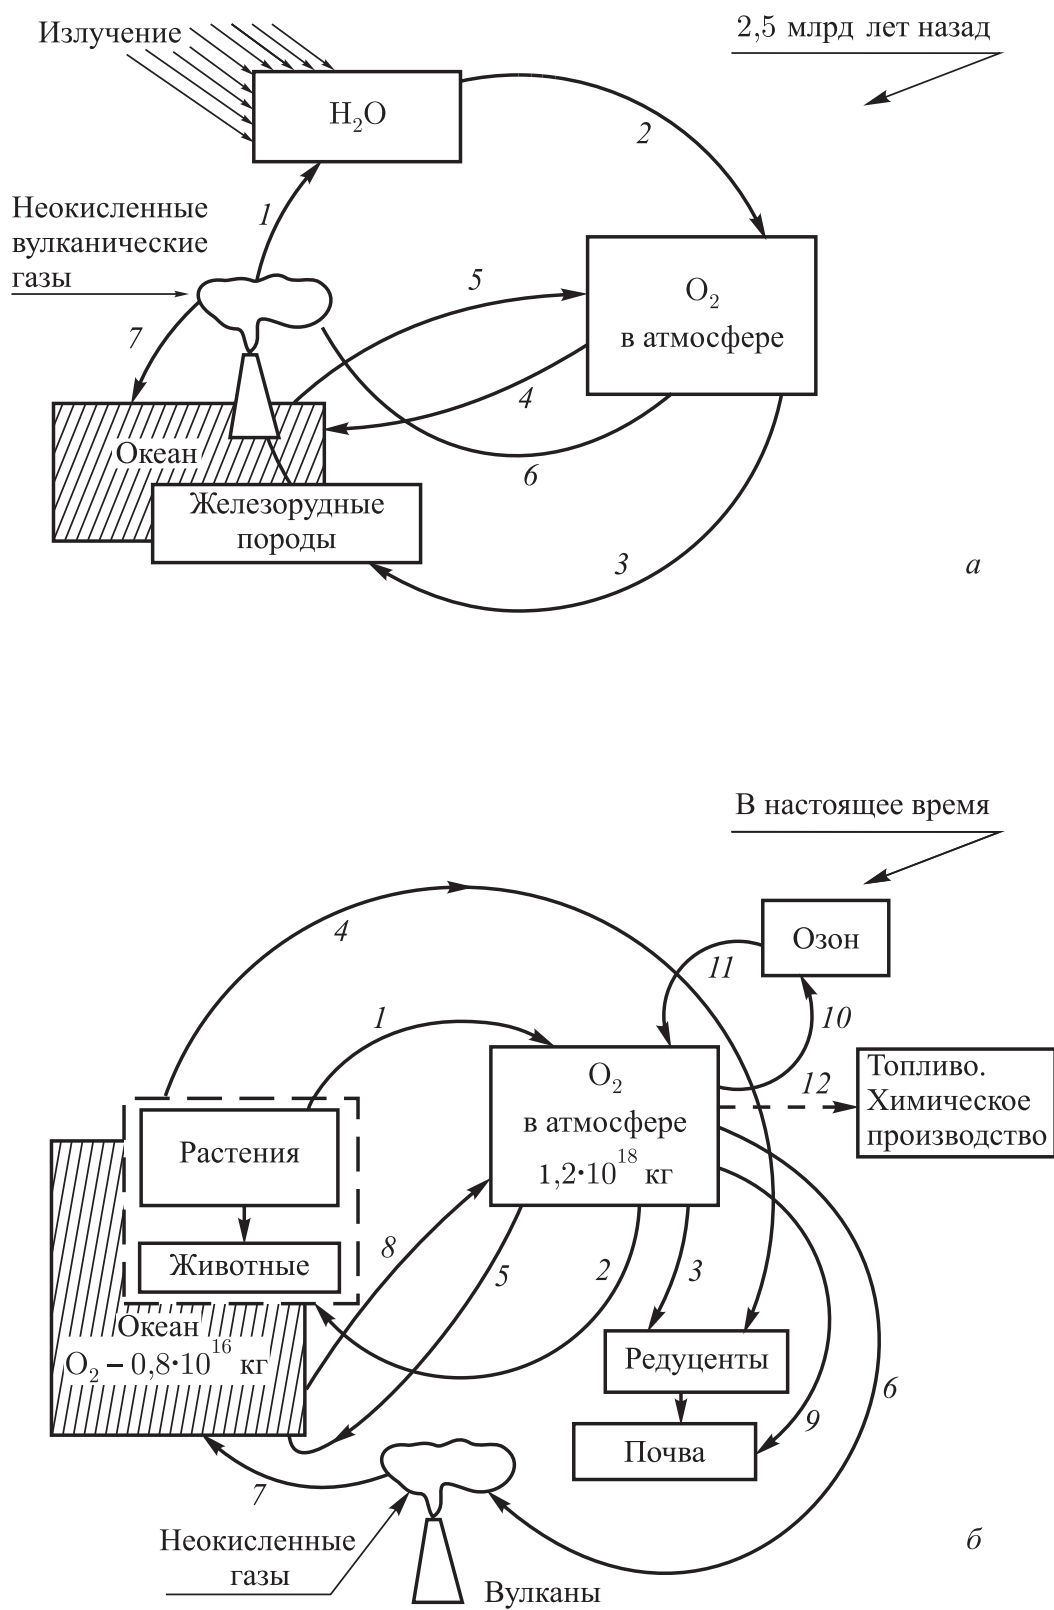 Излучение
2,5 млрд лет назад
H₂O
2
Неокисленные
вулканические
газы
1
5
O₂
в атмосфере
7
4
Океан
6
Железорудные
породы
3
а
В настоящее время
4
Озон
11
1
10
O₂
в атмосфере
1,2·10¹⁸ кг
12
Топливо.
Химическое
производство
Растения
Животные
8
5
2
3
Океан
O₂ – 0,8·10¹⁶ кг
Редуценты
6
9
Почва
7
Неокисленные
газы
Вулканы
б